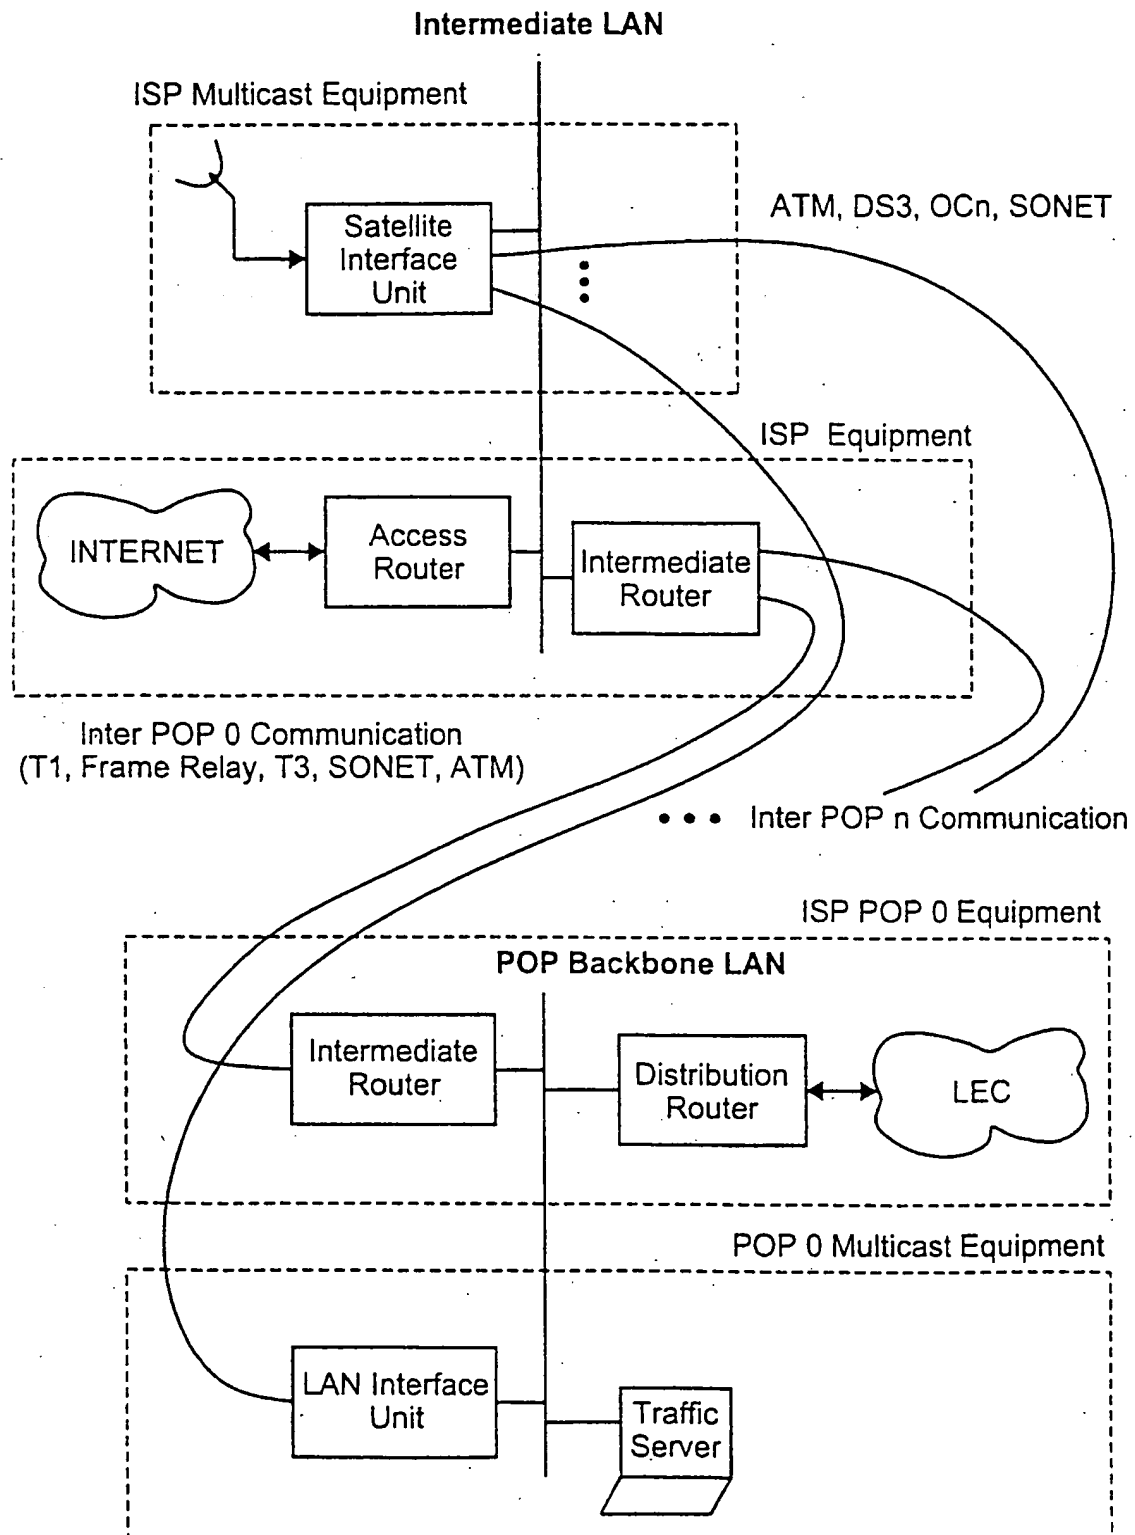 Intermediate LAN
ISP Multicast Equipment
Satellite
Interface
Unit
ATM, DS3, OCn, SONET
ISP Equipment
INTERNET
Access
Router
Intermediate
Router
Inter POP 0 Communication
(T1, Frame Relay, T3, SONET, ATM)
Inter POP n Communication
ISP POP 0 Equipment
POP Backbone LAN
Intermediate
Router
Distribution
Router
LEC
POP 0 Multicast Equipment
LAN Interface
Unit
Traffic
Server